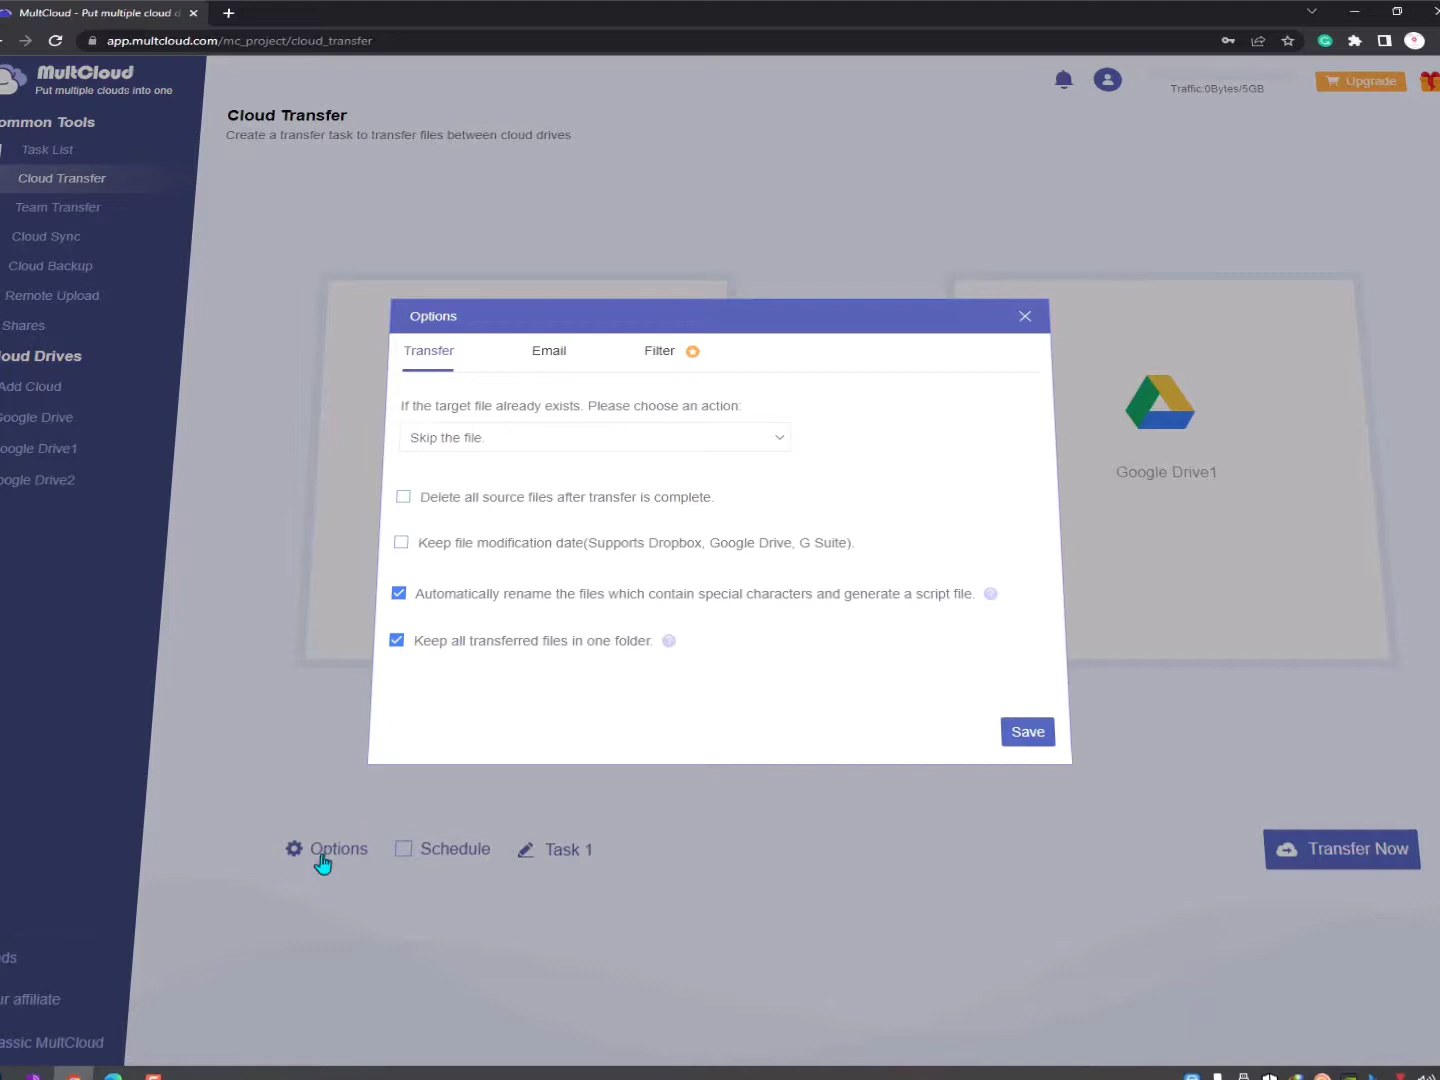 MultCloud - Put multiple cloud d
app.multcloud.com/mc_project/cloud_transfer
MultCloud
Put multiple clouds into one
Traffic:0Bytes/5GB
Upgrade
Cloud Transfer
Create a transfer task to transfer files between cloud drives
ommon Tools
Task List
Cloud Transfer
Team Transfer
Cloud Sync
Cloud Backup
Remote Upload
Shares
loud Drives
Add Cloud
oogle Drive
oogle Drive1
oogle Drive2
Options
Transfer
Email
Filter
If the target file already exists. Please choose an action:
Skip the file.
Delete all source files after transfer is complete.
Keep file modification date(Supports Dropbox, Google Drive, G Suite).
Automatically rename the files which contain special characters and generate a script file. ?
Keep all transferred files in one folder. ?
Save
Google Drive1
Options
Schedule
Task 1
Transfer Now
ds
ur affiliate
assic MultCloud